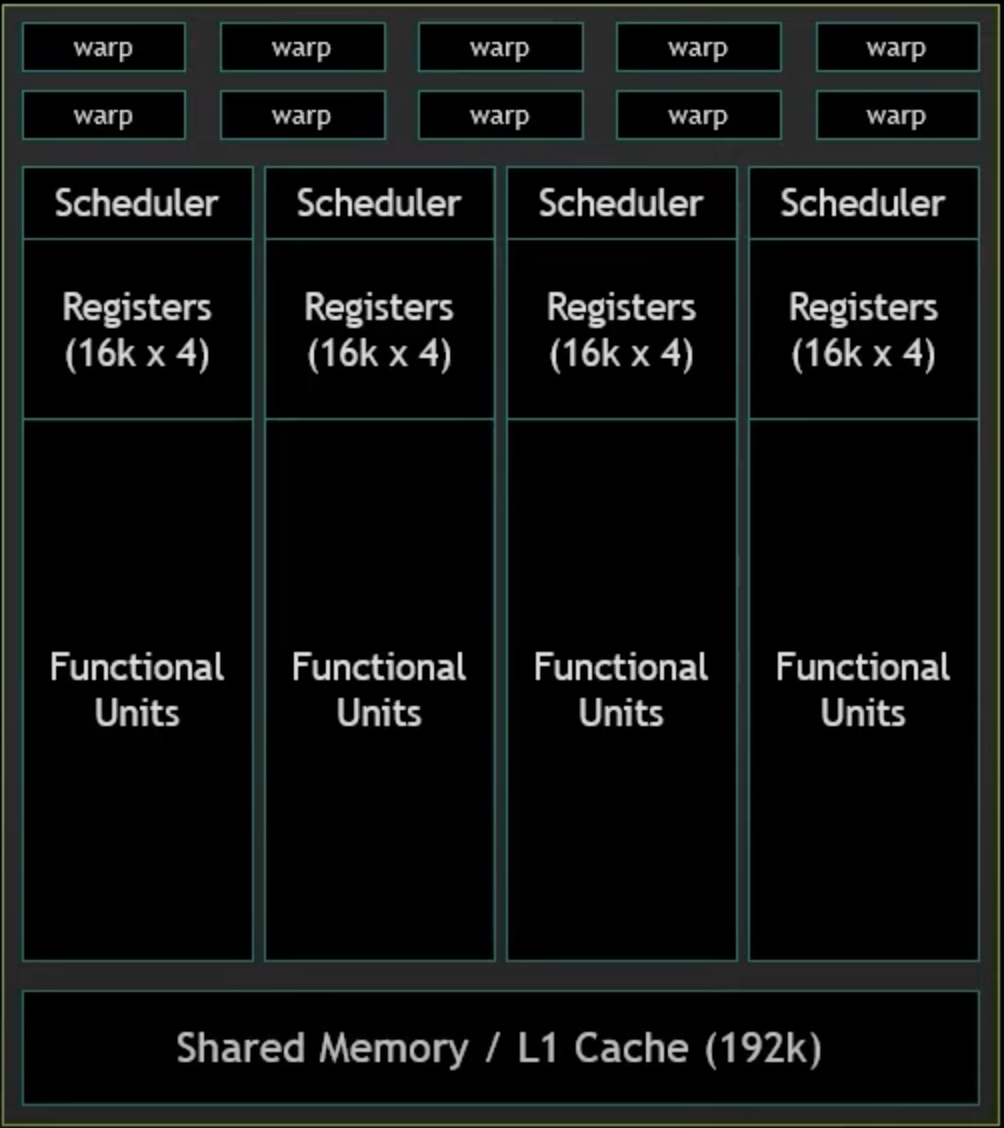 warp warp warp warp warp
warp warp warp warp warp
Scheduler Scheduler Scheduler Scheduler
Registers Registers Registers Registers
(16k x 4) (16k x 4) (16k x 4) (16k x 4)
Functional Functional Functional Functional
Units Units Units Units
Shared Memory / L1 Cache (192k)